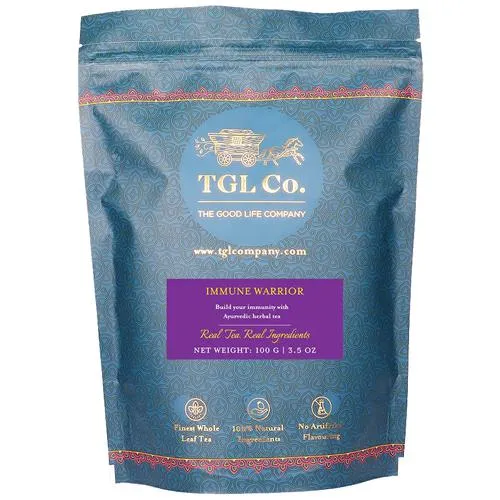 TGL Co.
THE GOOD LIFE COMPANY
www.tglcompany.com
IMMUNE WARRIOR
Build your immunity with
Ayurvedic herbal tea
Real Tea. Real Ingredients
NET WEIGHT: 100 G | 3.5 OZ
Finest Whole
Leaf Tea
100% Natural
Ingredients
No Artificial
Flavouring